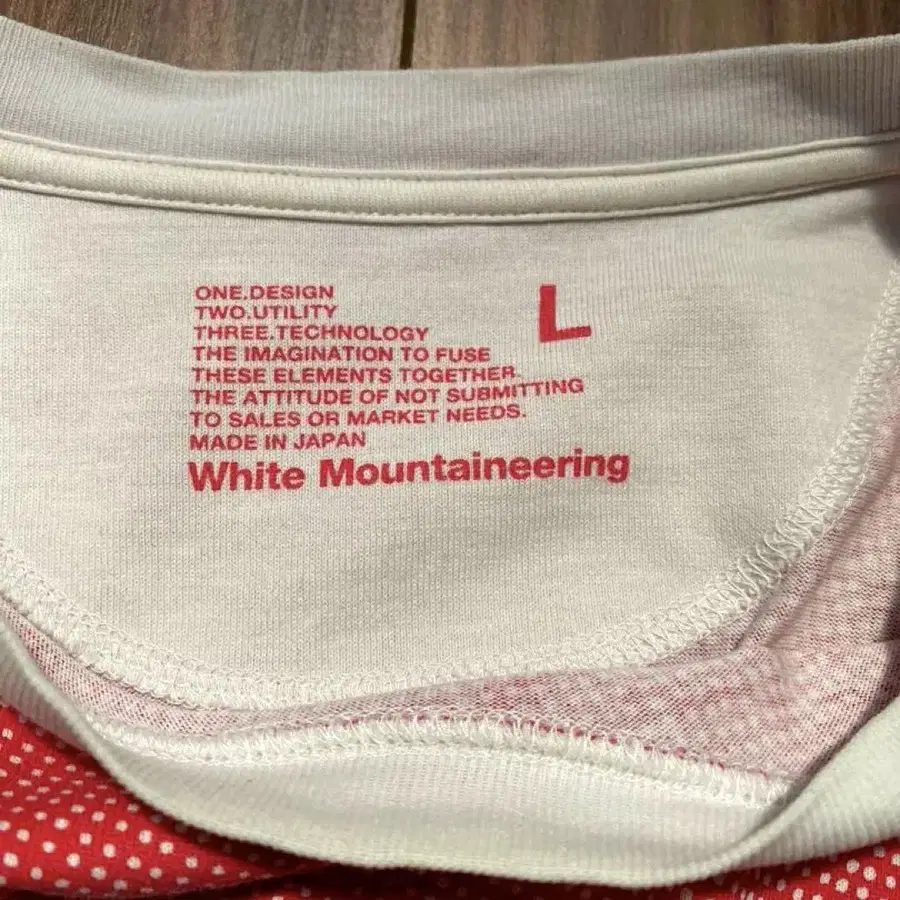 ONE.DESIGN
TWO.UTILITY
THREE.TECHNOLOGY
THE IMAGINATION TO FUSE
THESE ELEMENTS TOGETHER.
THE ATTITUDE OF NOT SUBMITTING
TO SALES OR MARKET NEEDS.
MADE IN JAPAN
White Mountaineering
L